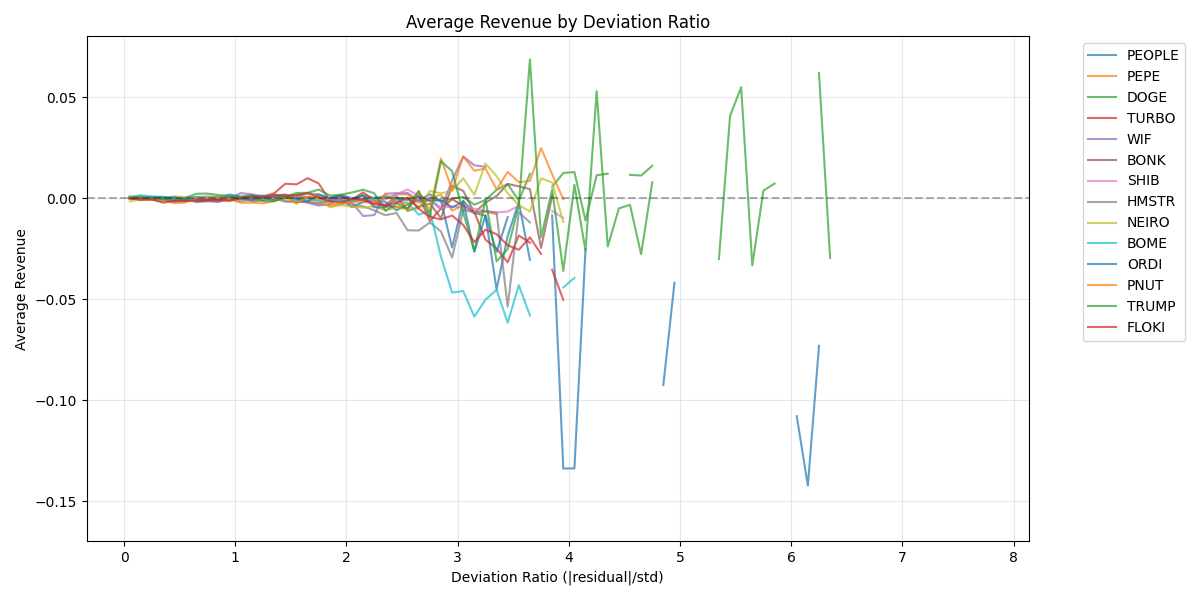 Average Revenue by Deviation Ratio
Average Revenue
0.05
0.00
−0.05
−0.10
−0.15
0 1 2 3 4 5 6 7 8
Deviation Ratio (|residual|/std)
PEOPLE
PEPE
DOGE
TURBO
WIF
BONK
SHIB
HMSTR
NEIRO
BOME
ORDI
PNUT
TRUMP
FLOKI